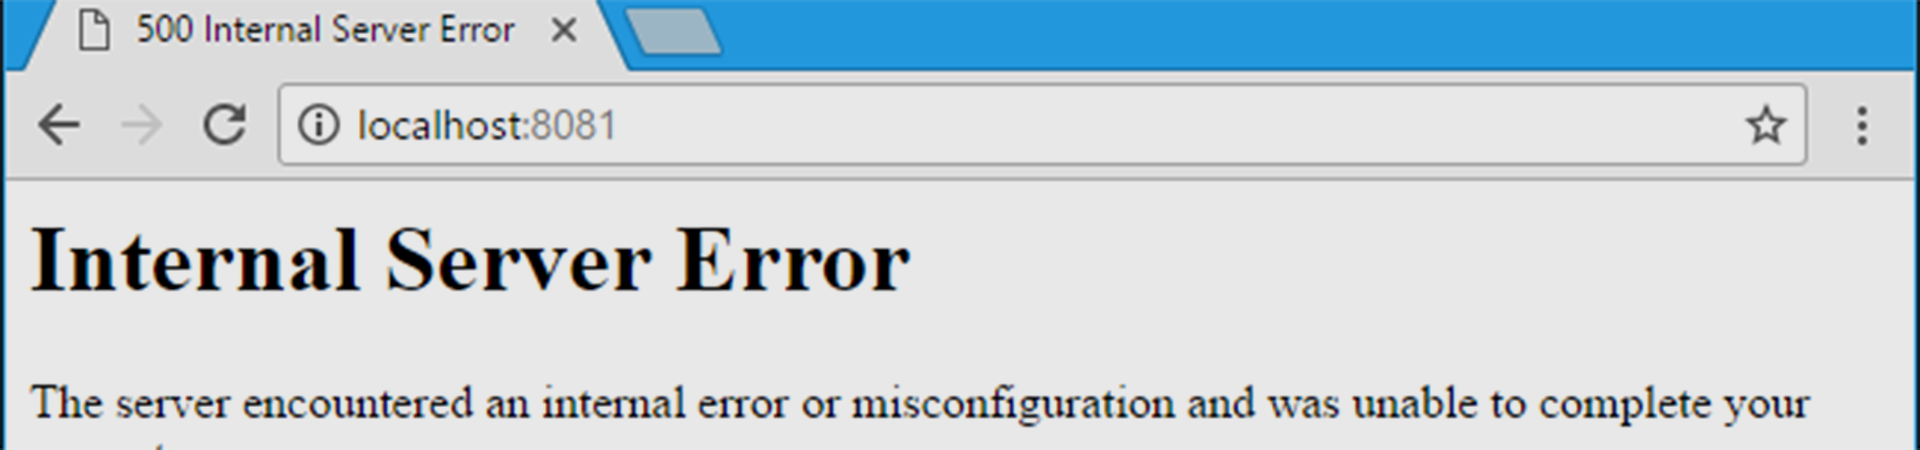 500 Internal Server Error
localhost:8081
Internal Server Error
The server encountered an internal error or misconfiguration and was unable to complete your